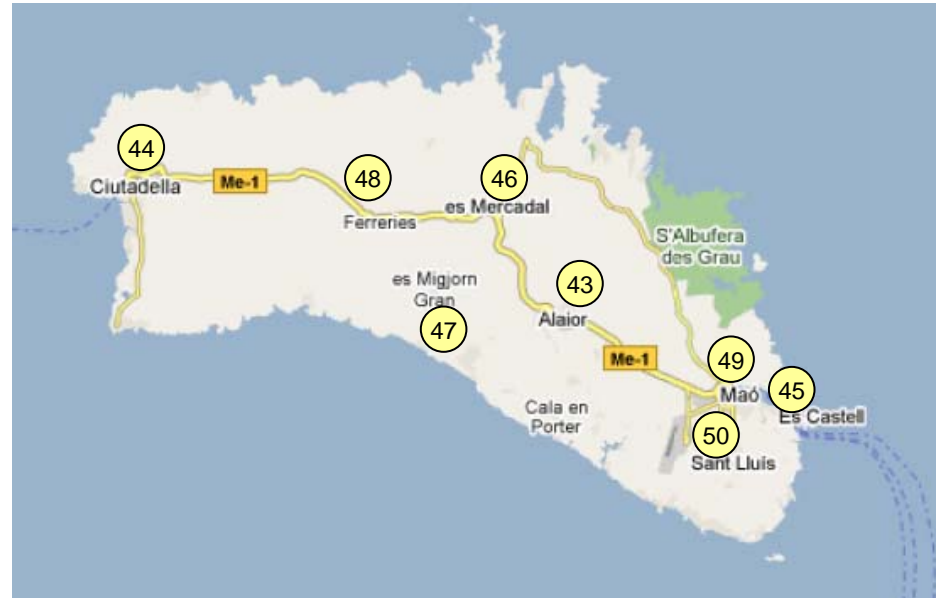 44
Ciutadella
Me-1
48
Ferreries
46
es Mercadal
S'Albufera
des Grau
es Migjorn
Gran
47
43
Alaior
Me-1
49
Maó
45
Es Castell
Cala en
Porter
50
Sant Lluís